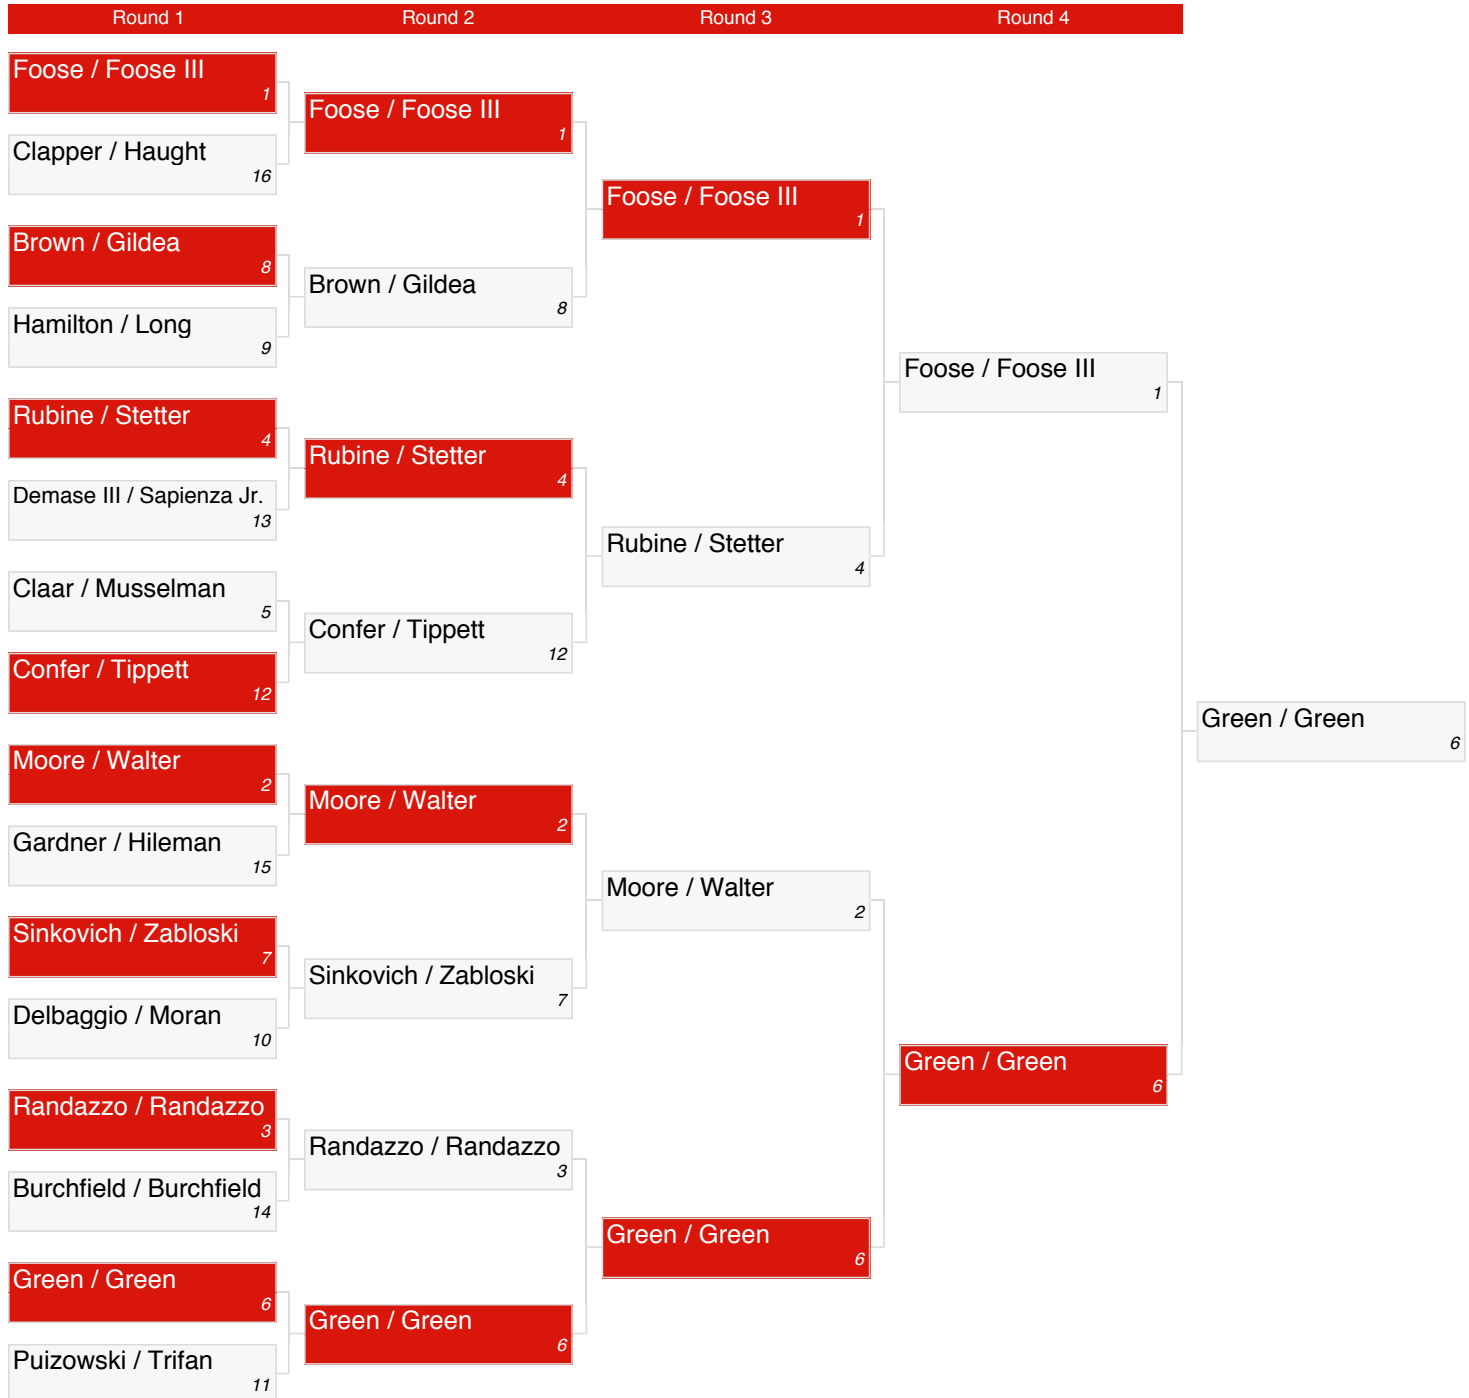 Round 1
Round 2
Round 3
Round 4
Foose / Foose III
1
Clapper / Haught
16
Brown / Gildea
8
Hamilton / Long
9
Rubine / Stetter
4
Demase III / Sapienza Jr.
13
Claar / Musselman
5
Confer / Tippett
12
Moore / Walter
2
Gardner / Hileman
15
Sinkovich / Zabloski
7
Delbaggio / Moran
10
Randazzo / Randazzo
3
Burchfield / Burchfield
14
Green / Green
6
Puizowski / Trifan
11
Foose / Foose III
1
Brown / Gildea
8
Rubine / Stetter
4
Confer / Tippett
12
Moore / Walter
2
Sinkovich / Zabloski
7
Randazzo / Randazzo
3
Green / Green
6
Foose / Foose III
1
Rubine / Stetter
4
Moore / Walter
2
Green / Green
6
Foose / Foose III
1
Green / Green
6
Green / Green
6